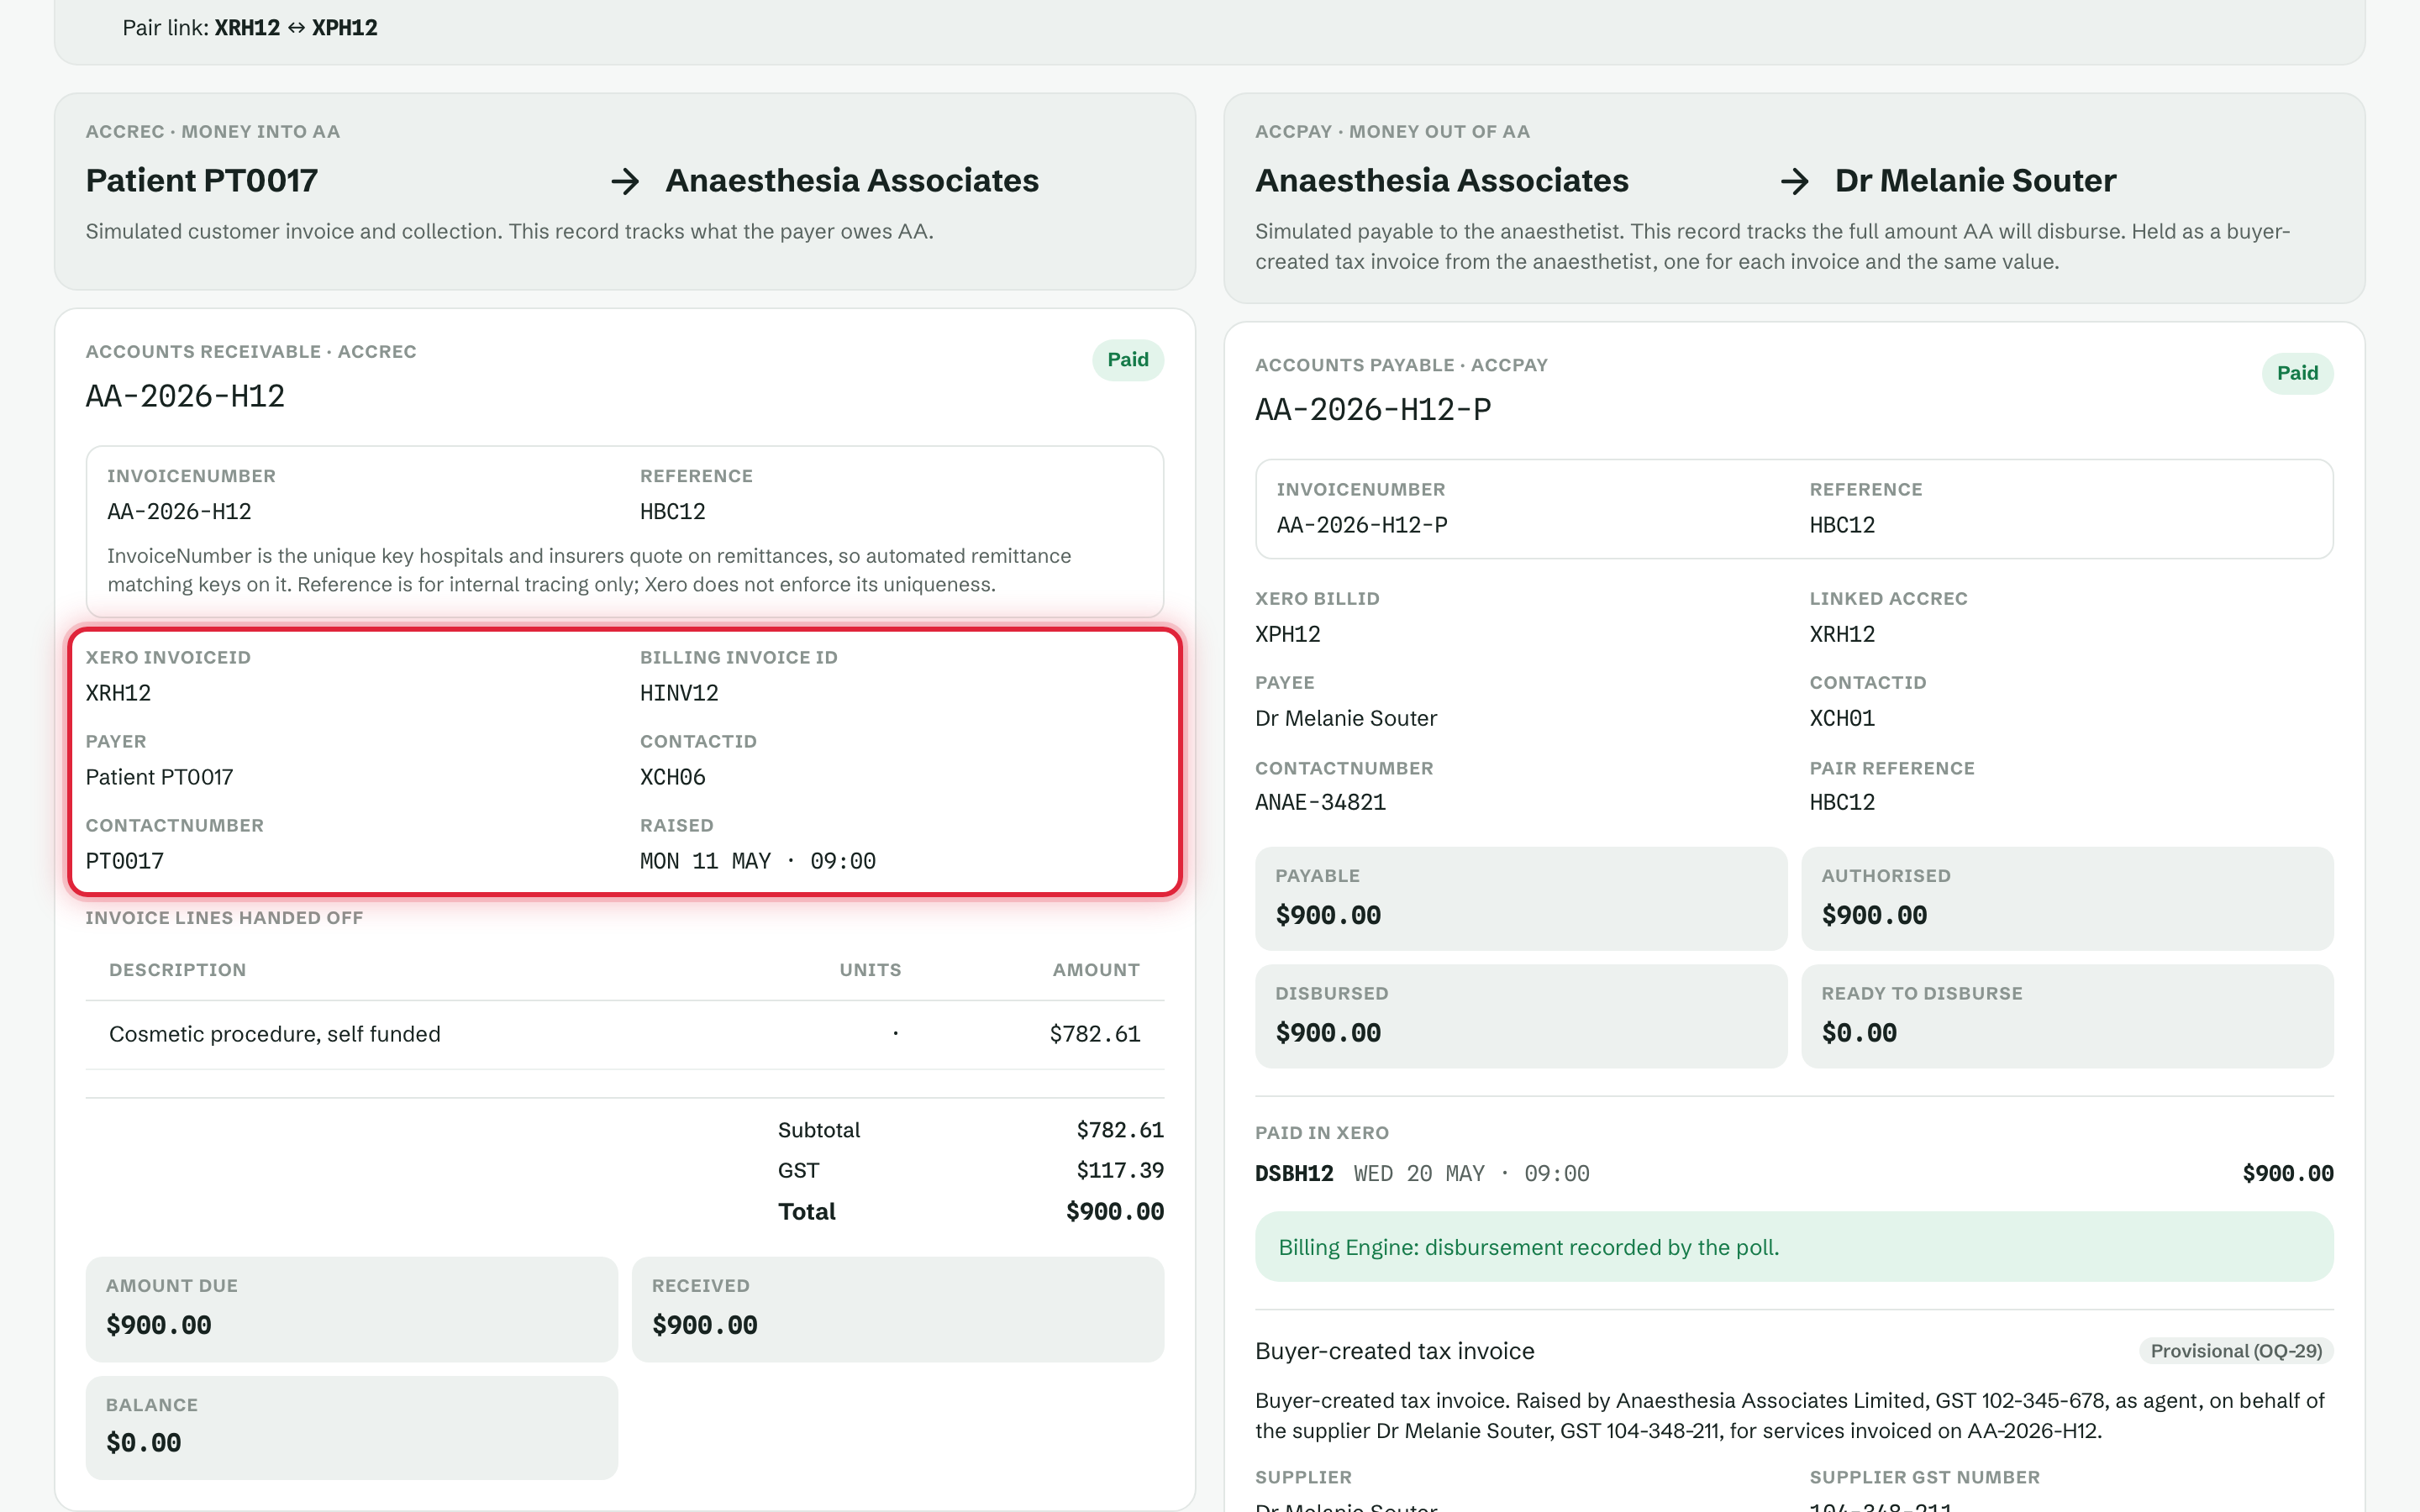 Pair link: XRH12 ↔ XPH12
ACCREC · MONEY INTO AA
Patient PT0017 → Anaesthesia Associates
Simulated customer invoice and collection. This record tracks what the payer owes AA.
ACCOUNTS RECEIVABLE · ACCREC
Paid
AA-2026-H12
INVOICENUMBER REFERENCE
AA-2026-H12 HBC12
InvoiceNumber is the unique key hospitals and insurers quote on remittances, so automated remittance
matching keys on it. Reference is for internal tracing only; Xero does not enforce its uniqueness.
XERO INVOICEID BILLING INVOICE ID
XRH12 HINV12
PAYER CONTACTID
Patient PT0017 XCH06
CONTACTNUMBER RAISED
PT0017 MON 11 MAY · 09:00
INVOICE LINES HANDED OFF
DESCRIPTION UNITS AMOUNT
Cosmetic procedure, self funded · $782.61
Subtotal $782.61
GST $117.39
Total $900.00
AMOUNT DUE RECEIVED
$900.00 $900.00
BALANCE
$0.00
ACCPAY · MONEY OUT OF AA
Anaesthesia Associates → Dr Melanie Souter
Simulated payable to the anaesthetist. This record tracks the full amount AA will disburse. Held as a buyer-
created tax invoice from the anaesthetist, one for each invoice and the same value.
ACCOUNTS PAYABLE · ACCPAY
Paid
AA-2026-H12-P
INVOICENUMBER REFERENCE
AA-2026-H12-P HBC12
XERO BILLID LINKED ACCREC
XPH12 XRH12
PAYEE CONTACTID
Dr Melanie Souter XCH01
CONTACTNUMBER PAIR REFERENCE
ANAE-34821 HBC12
PAYABLE AUTHORISED
$900.00 $900.00
DISBURSED READY TO DISBURSE
$900.00 $0.00
PAID IN XERO
DSBH12 WED 20 MAY · 09:00 $900.00
Billing Engine: disbursement recorded by the poll.
Buyer-created tax invoice Provisional (OQ-29)
Buyer-created tax invoice. Raised by Anaesthesia Associates Limited, GST 102-345-678, as agent, on behalf of
the supplier Dr Melanie Souter, GST 104-348-211, for services invoiced on AA-2026-H12.
SUPPLIER SUPPLIER GST NUMBER
Dr Melanie Souter 104-348-211